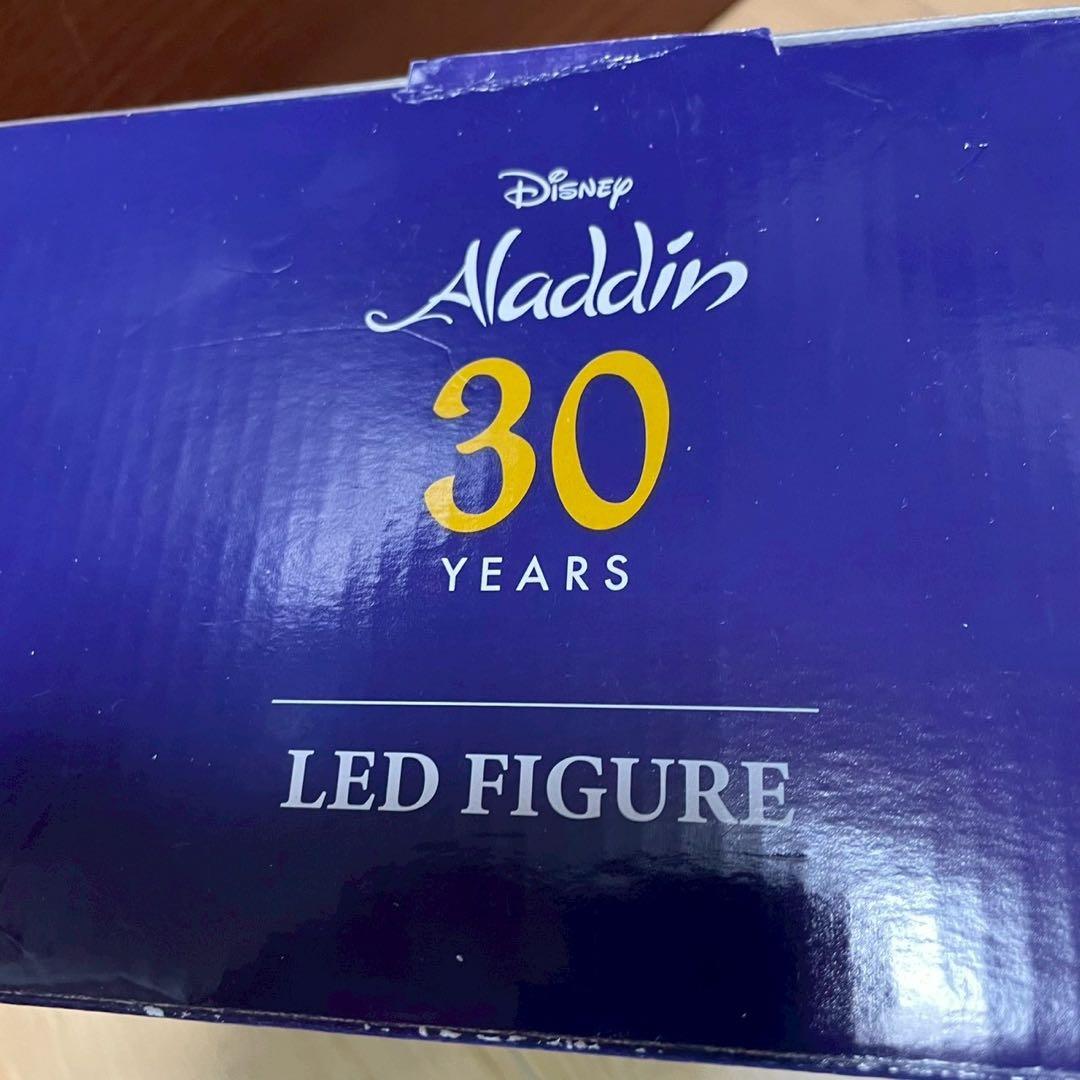 Disney
Aladdin
30
YEARS
LED FIGURE